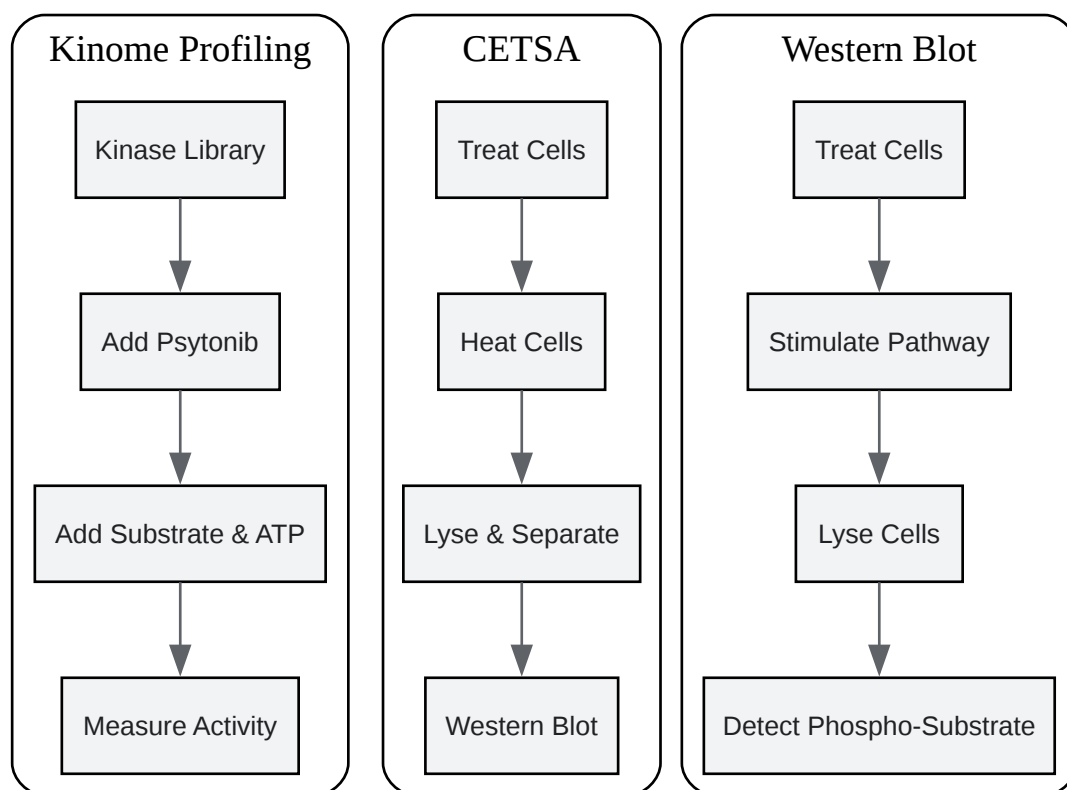 Kinome Profiling
Kinase Library
Add Psytonib
Add Substrate & ATP
Measure Activity
CETSA
Treat Cells
Heat Cells
Lyse & Separate
Western Blot
Western Blot
Treat Cells
Stimulate Pathway
Lyse Cells
Detect Phospho-Substrate